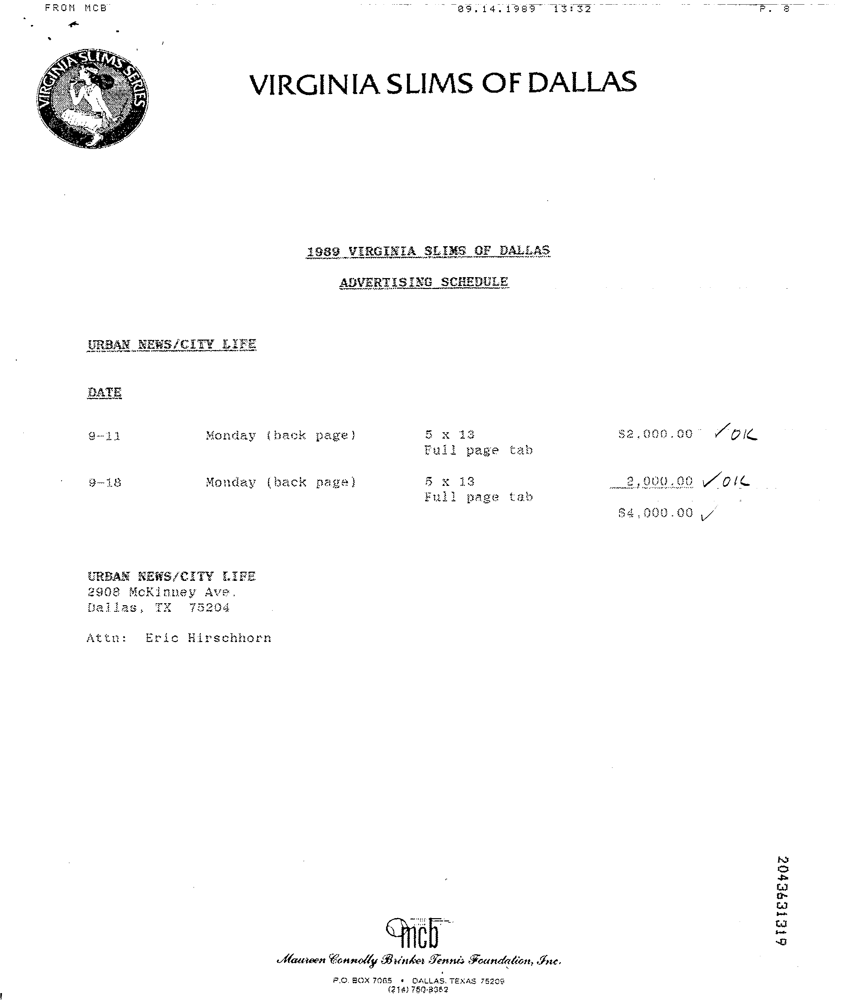 FROM MCB 09.14.1989 13:32 P. 8
VIRGINIA SLIMS SERIES
VIRGINIA SLIMS OF DALLAS
1989 VIRGINIA SLIMS OF DALLAS
ADVERTISING SCHEDULE
URBAN NEWS/CITY LIFE
DATE
9-11 Monday (back page) 5 x 13 $2,000.00 ✓ OK
Full page tab
9-18 Monday (back page) 5 x 13 2,000.00 ✓ OK
Full page tab
$4,000.00 ✓
URBAN NEWS/CITY LIFE
2908 McKinney Ave.
Dallas, TX 75204
Attn: Eric Hirschhorn
2043631319
mcb
Maureen Connolly Brinker Tennis Foundation, Inc.
P.O. BOX 7065 • DALLAS, TEXAS 75209
(214)